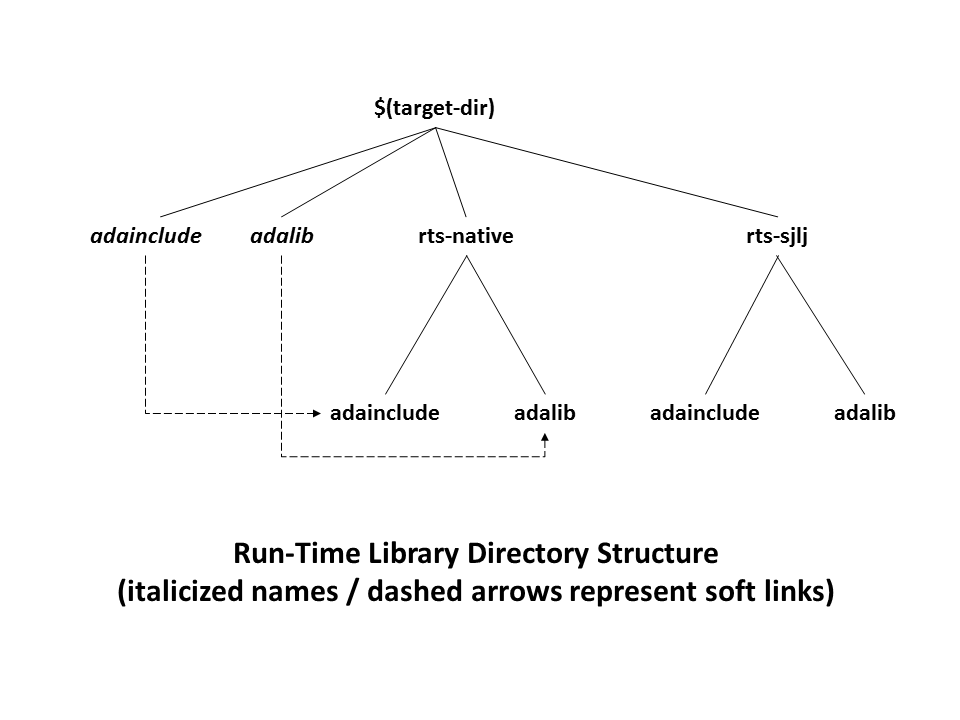 $(target-dir)
adainclude adalib rts-native rts-sjlj
adainclude adalib adainclude adalib
Run-Time Library Directory Structure
(italicized names / dashed arrows represent soft links)